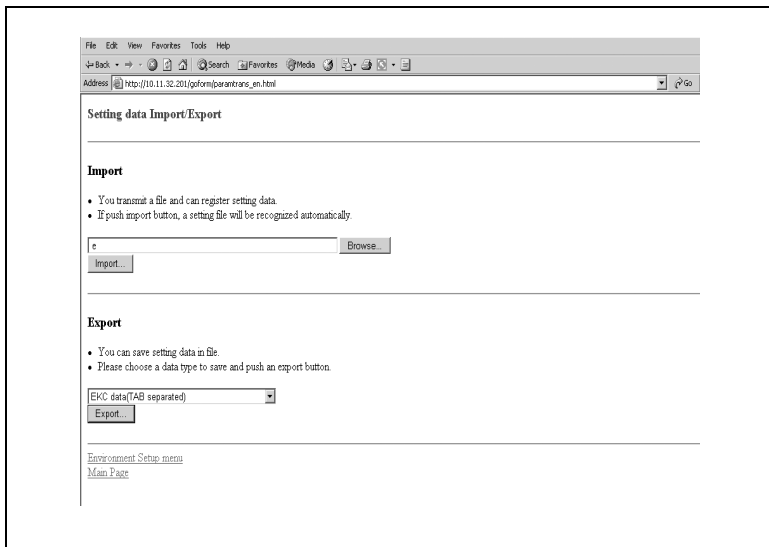 File Edit View Favorites Tools Help
Back Search Favorites Media
Address http://10.11.32.201/goform/paramtrans_en.html Go
Setting data Import/Export
Import
• You transmit a file and can register setting data.
• If push import button, a setting file will be recognized automatically.
e Browse...
Import...
Export
• You can save setting data in file.
• Please choose a data type to save and push an export button.
EKC data(TAB separated)
Export...
Environment Setup menu
Main Page